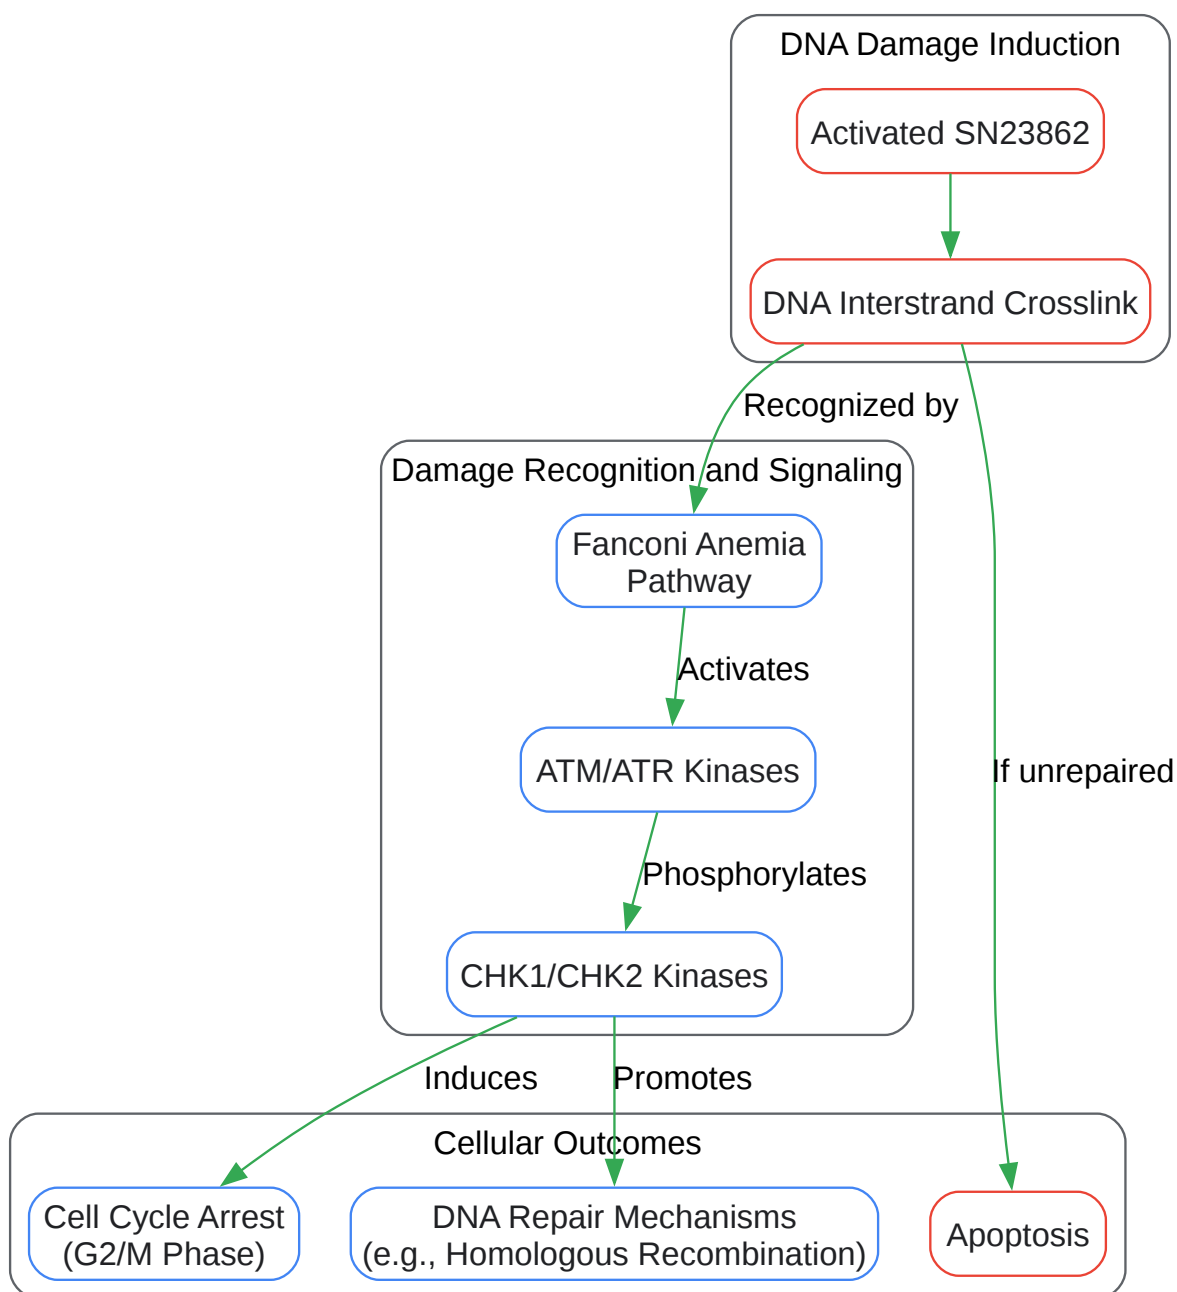 DNA Damage Induction
Activated SN23862
DNA Interstrand Crosslink
Recognized by
Damage Recognition and Signaling
Fanconi Anemia
Pathway
Activates
ATM/ATR Kinases
If unrepaired
Phosphorylates
CHK1/CHK2 Kinases
Induces
Promotes
Cellular Outcomes
Cell Cycle Arrest
(G2/M Phase)
DNA Repair Mechanisms
(e.g., Homologous Recombination)
Apoptosis